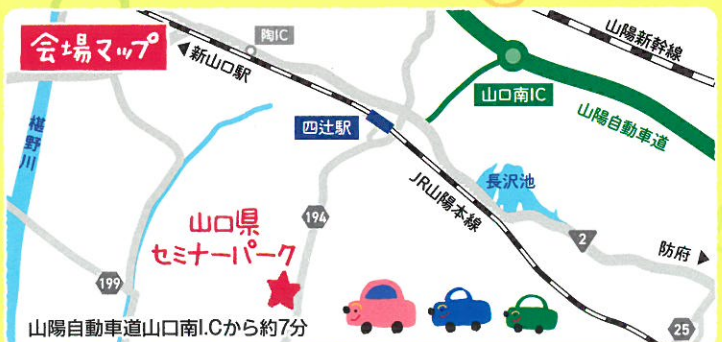 会場マップ
陶IC
新山口駅
山陽新幹線
山口南IC
山陽自動車道
四辻駅
椹野川
長沢池
JR山陽本線
山口県
セミナーパーク
194
2
防府
199
25
山陽自動車道山口南I.Cから約7分